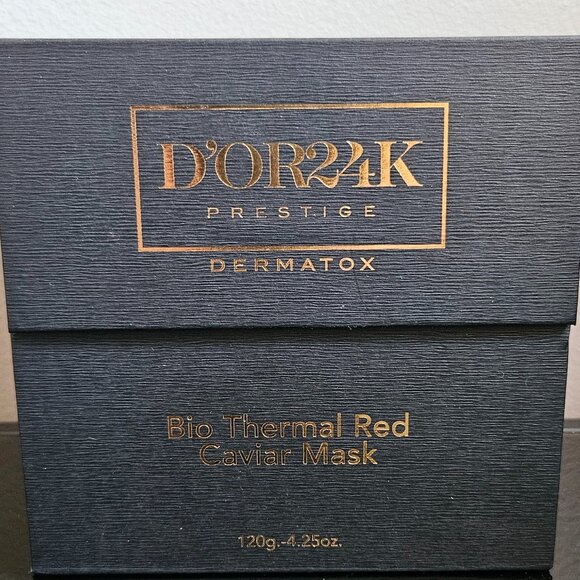 D'OR24K
PRESTIGE
DERMATOX
Bio Thermal Red
Caviar Mask
120g.-4.25oz.